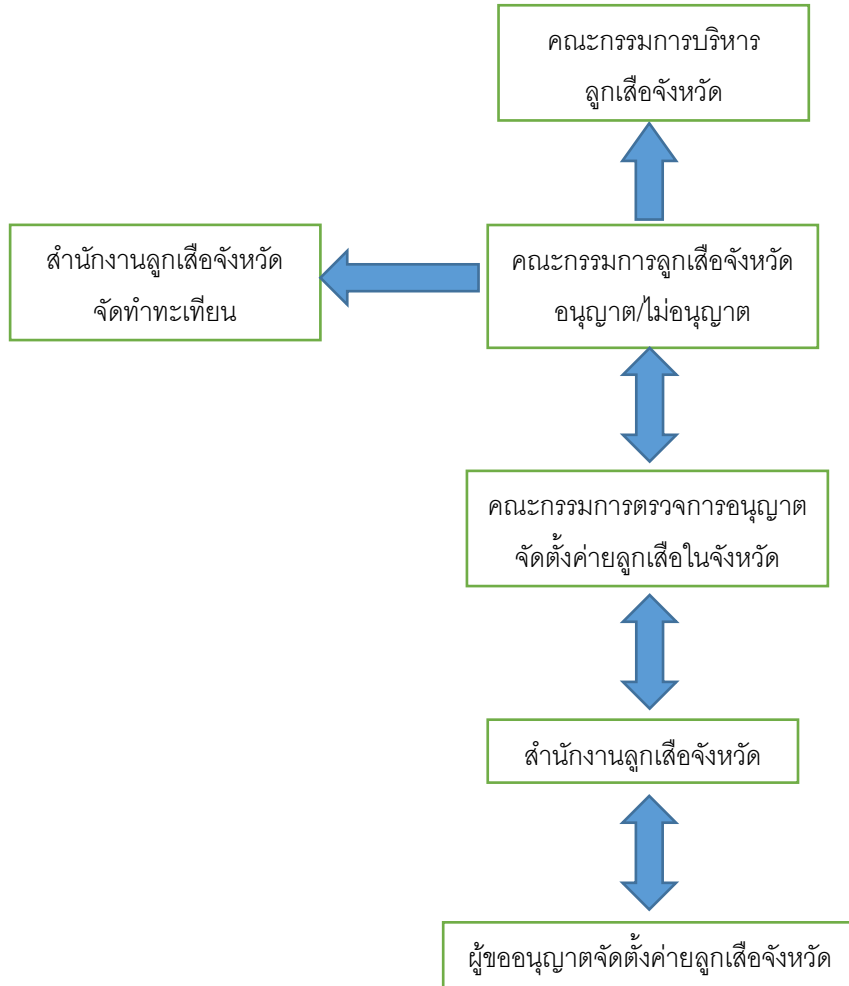 คณะกรรมการบริหาร
ลูกเสือจังหวัด
สำนักงานลูกเสือจังหวัด
จัดทำทะเทียน
คณะกรรมการลูกเสือจังหวัด
อนุญาต/ไม่อนุญาต
คณะกรรมการตรวจการอนุญาต
จัดตั้งค่ายลูกเสือในจังหวัด
สำนักงานลูกเสือจังหวัด
ผู้ขออนุญาตจัดตั้งค่ายลูกเสือจังหวัด